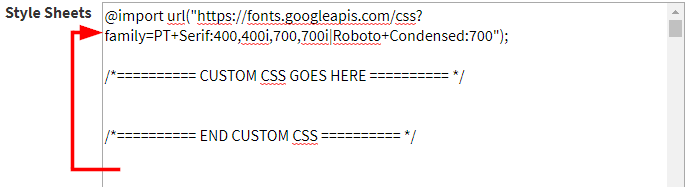 Style Sheets
@import url("https://fonts.googleapis.com/css?
family=PT+Serif:400,400i,700,700i|Roboto+Condensed:700");
/*========== CUSTOM CSS GOES HERE ========== */
/*========== END CUSTOM CSS ========== */